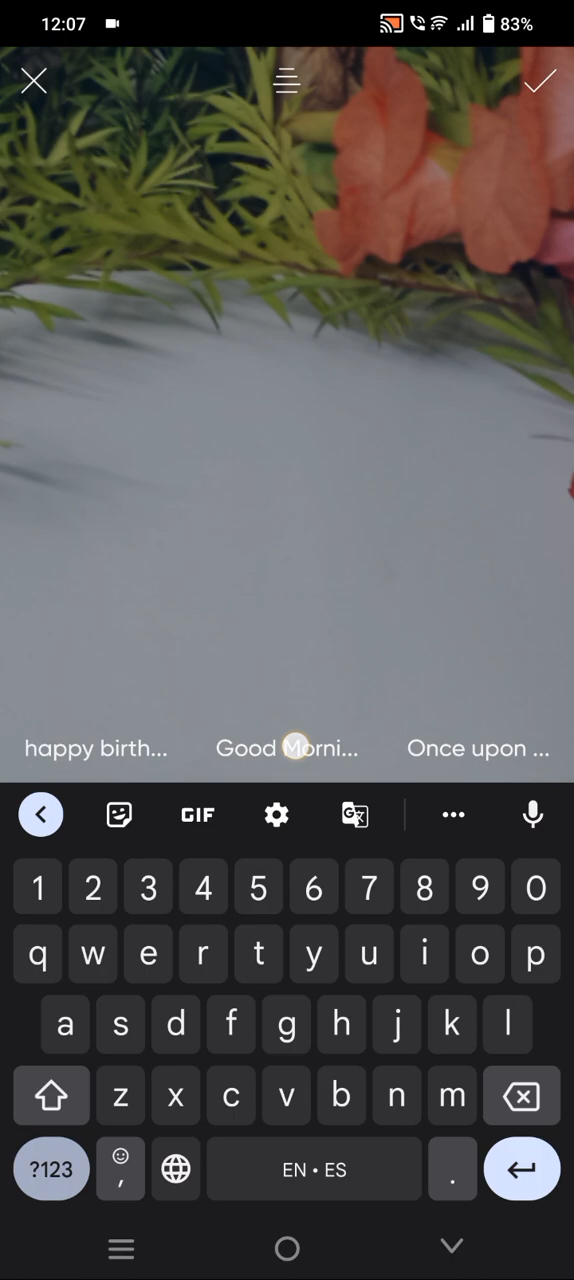 12:07 83%
happy birth... Good Morni... Once upon ...
GIF
1 2 3 4 5 6 7 8 9 0
q w e r t y u i o p
a s d f g h j k l
z x c v b n m
?123 , EN • ES .